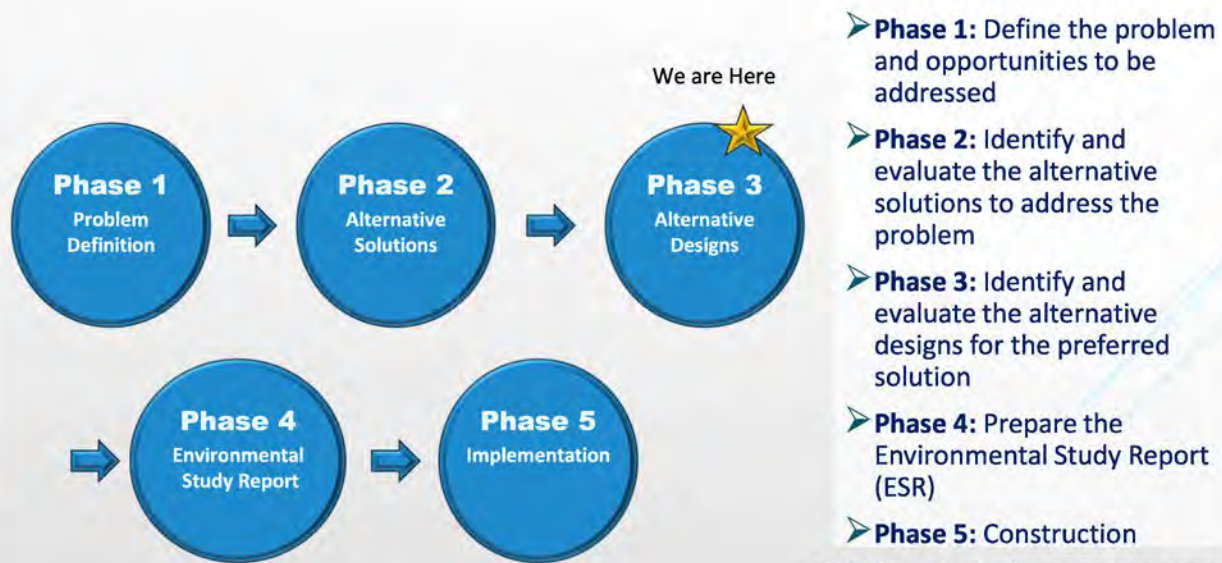 We are Here
Phase 1
Problem
Definition
Phase 2
Alternative
Solutions
Phase 3
Alternative
Designs
Phase 4
Environmental
Study Report
Phase 5
Implementation
Phase 1: Define the problem
and opportunities to be
addressed
Phase 2: Identify and
evaluate the alternative
solutions to address the
problem
Phase 3: Identify and
evaluate the alternative
designs for the preferred
solution
Phase 4: Prepare the
Environmental Study Report
(ESR)
Phase 5: Construction